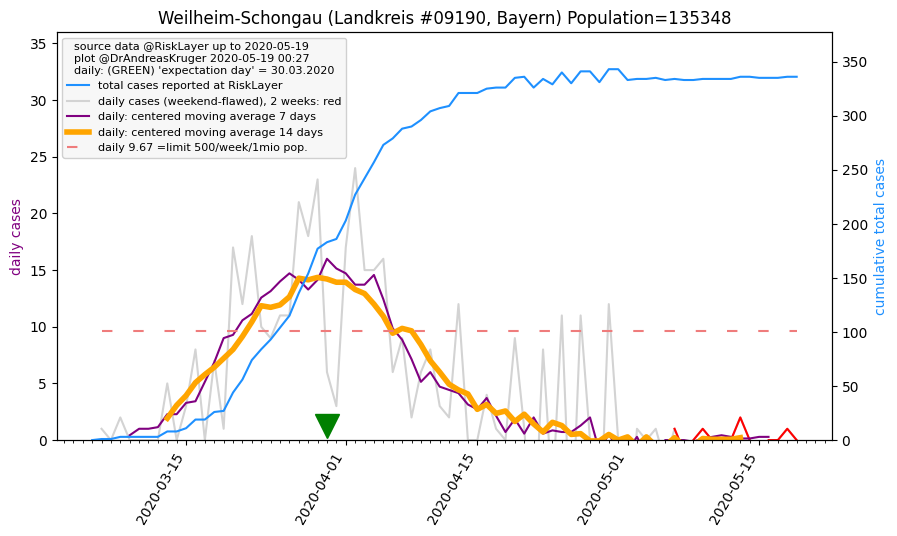 Weilheim-Schongau (Landkreis #09190, Bayern) Population=135348
source data @RiskLayer up to 2020-05-19
plot @DrAndreasKruger 2020-05-19 00:27
daily: (GREEN) 'expectation day' = 30.03.2020
total cases reported at RiskLayer
daily cases (weekend-flawed), 2 weeks: red
daily: centered moving average 7 days
daily: centered moving average 14 days
daily 9.67 =limit 500/week/1mio pop.
daily cases
35
30
25
20
15
10
5
0
cumulative total cases
350
300
250
200
150
100
50
0
2020-03-15
2020-04-01
2020-04-15
2020-05-01
2020-05-15